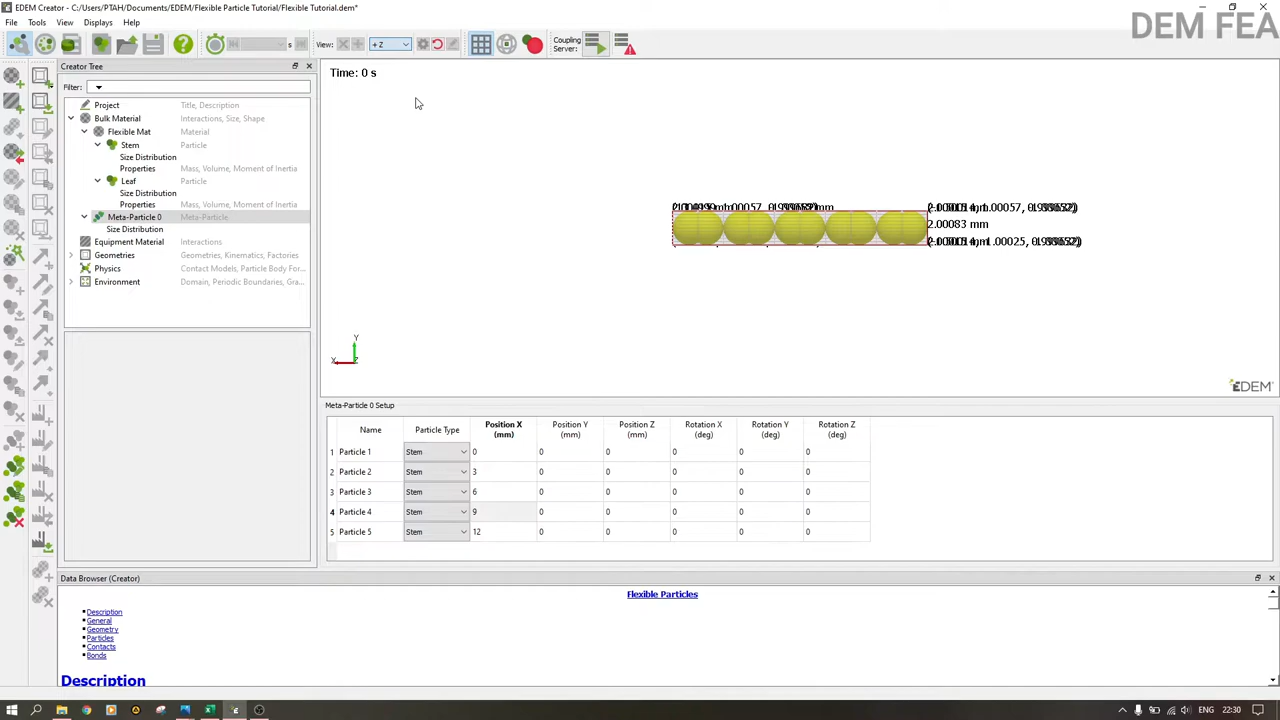 EDEM Creator - C:/Users/PTAH/Documents/EDEM/Flexible Particle Tutorial/Flexible Tutorial.dem*
DEM FEA
File Tools View Displays Help
s View: + Z Coupling Server:
Creator Tree
Filter:
Project Title, Description
Bulk Material Interactions, Size, Shape
Flexible Mat Material
Stem Particle
Size Distribution
Properties Mass, Volume, Moment of Inertia
Leaf Particle
Size Distribution
Properties Mass, Volume, Moment of Inertia
Meta-Particle 0 Meta-Particle
Size Distribution
Equipment Material Interactions
Geometries Geometries, Kinematics, Factories
Physics Contact Models, Particle Body For...
Environment Domain, Periodic Boundaries, Gra...
Time: 0 s
2.00083 mm
Y
X Z
EDEM
Meta-Particle 0 Setup
Name Particle Type Position X (mm) Position Y (mm) Position Z (mm) Rotation X (deg) Rotation Y (deg) Rotation Z (deg)
1 Particle 1 Stem 0 0 0 0 0 0
2 Particle 2 Stem 3 0 0 0 0 0
3 Particle 3 Stem 6 0 0 0 0 0
4 Particle 4 Stem 9 0 0 0 0 0
5 Particle 5 Stem 12 0 0 0 0 0
Data Browser (Creator)
Flexible Particles
Description
General
Geometry
Particles
Contacts
Bonds
Description
ENG 22:30